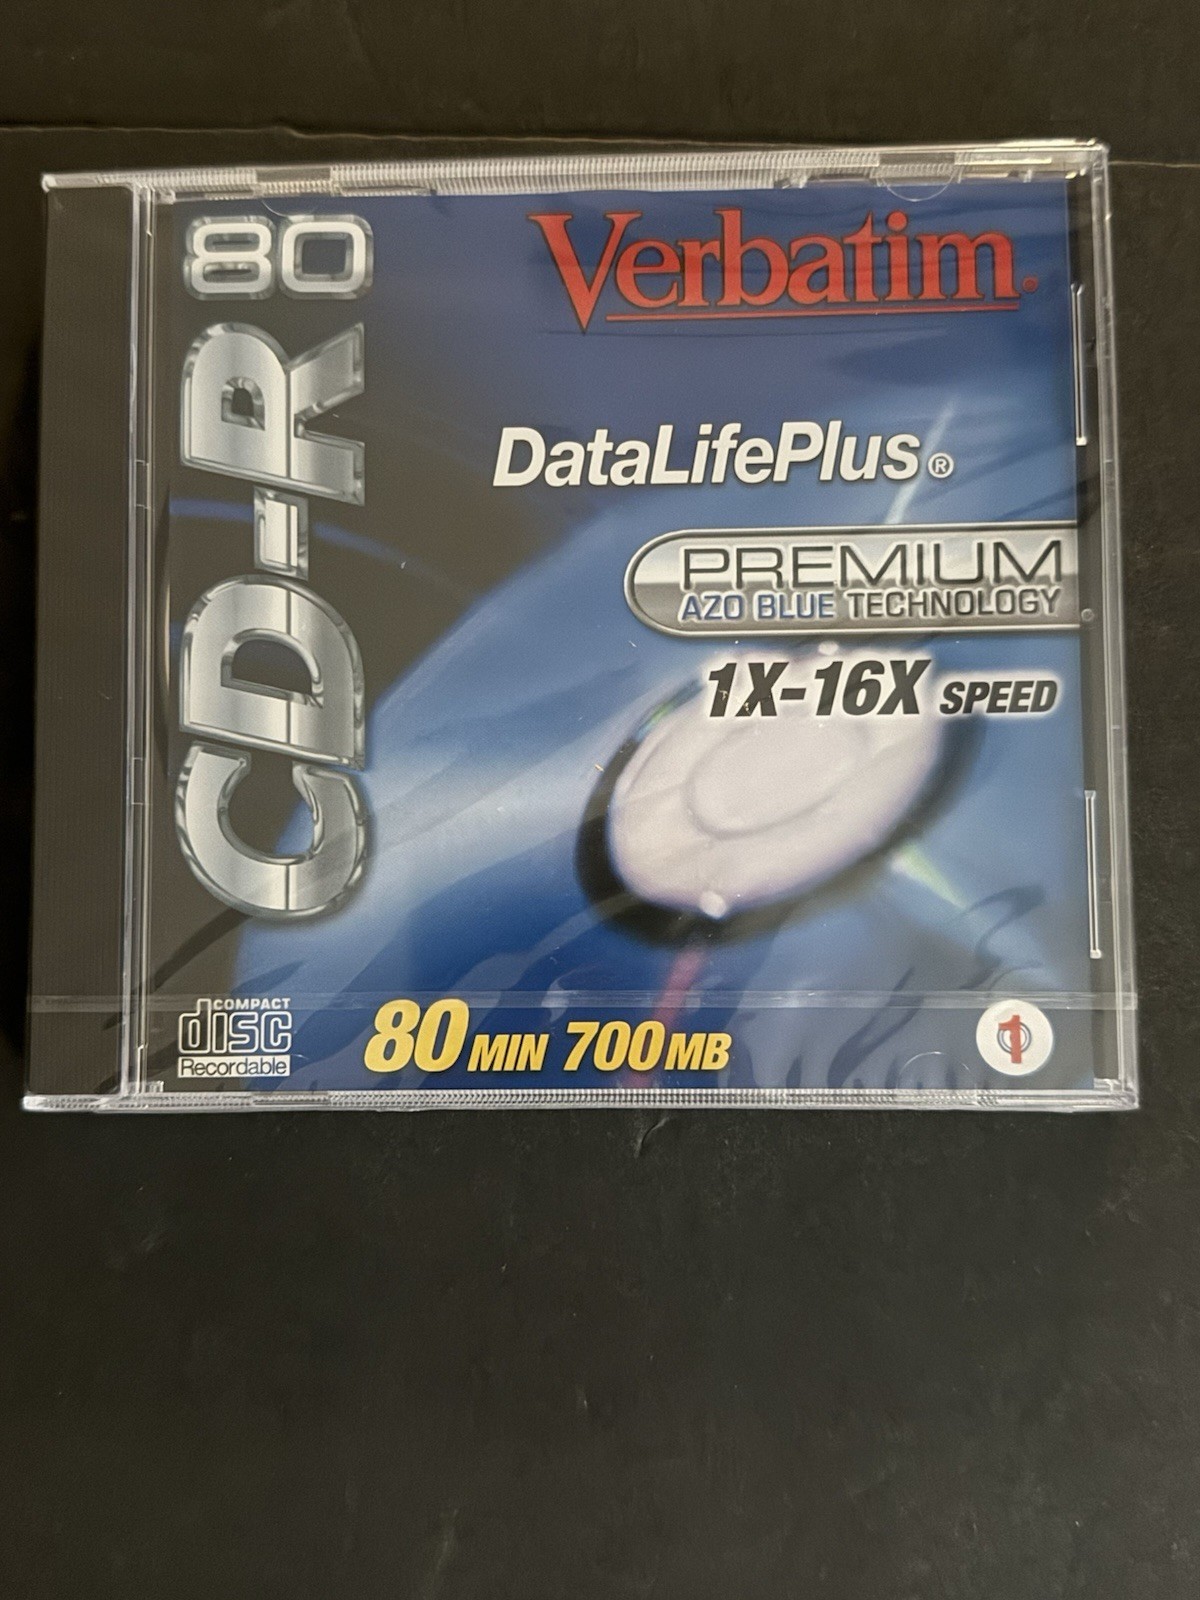 CD-R 80
Verbatim.
DataLifePlus®
PREMIUM
AZO BLUE TECHNOLOGY
1X-16X SPEED
COMPACT
disc
Recordable
80 MIN 700 MB
1